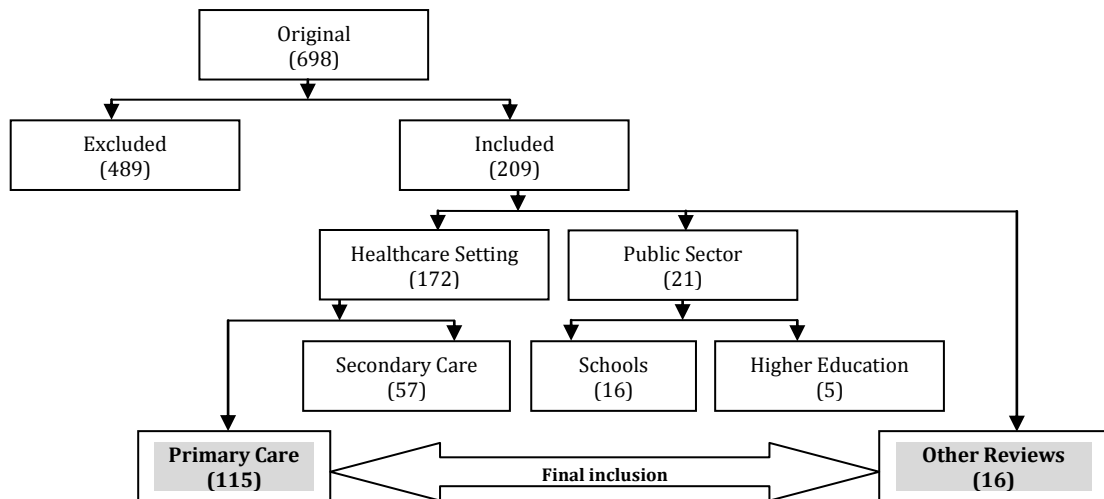 Original
(698)
Excluded
(489)
Included
(209)
Healthcare Setting
(172)
Public Sector
(21)
Secondary Care
(57)
Schools
(16)
Higher Education
(5)
Primary Care
(115)
Final inclusion
Other Reviews
(16)